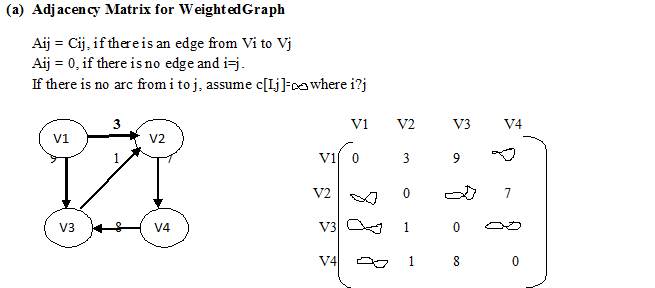 (a) Adjacency Matrix for Weighted Graph
Aij = Cij, if there is an edge from Vi to Vj
Aij = 0, if there is no edge and i=j.
If there is no arc from i to j, assume c[I,j]=∞ where i?j
3
V1 V2
9 1 7
V3 8 V4
V1 V2 V3 V4
V1 0 3 9 ∞
V2 ∞ 0 ∞ 7
V3 ∞ 1 0 ∞
V4 ∞ 1 8 0